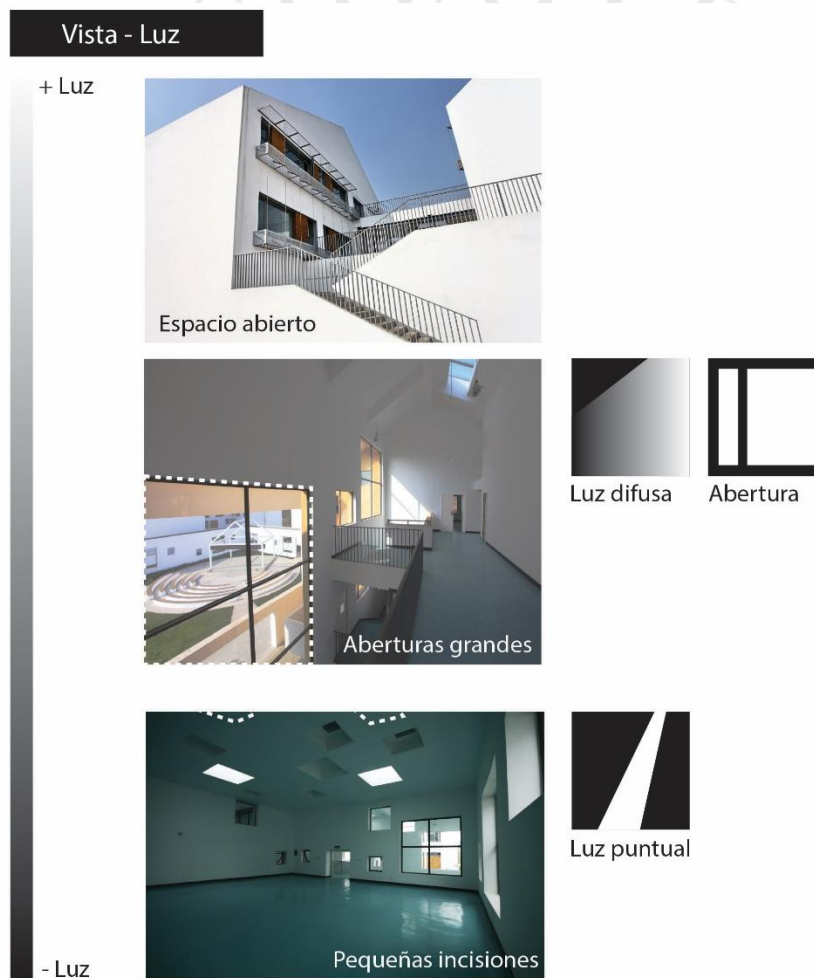 Vista - Luz
+ Luz
Espacio abierto
Luz difusa
Abertura
Aberturas grandes
Luz puntual
Pequeñas incisiones
- Luz